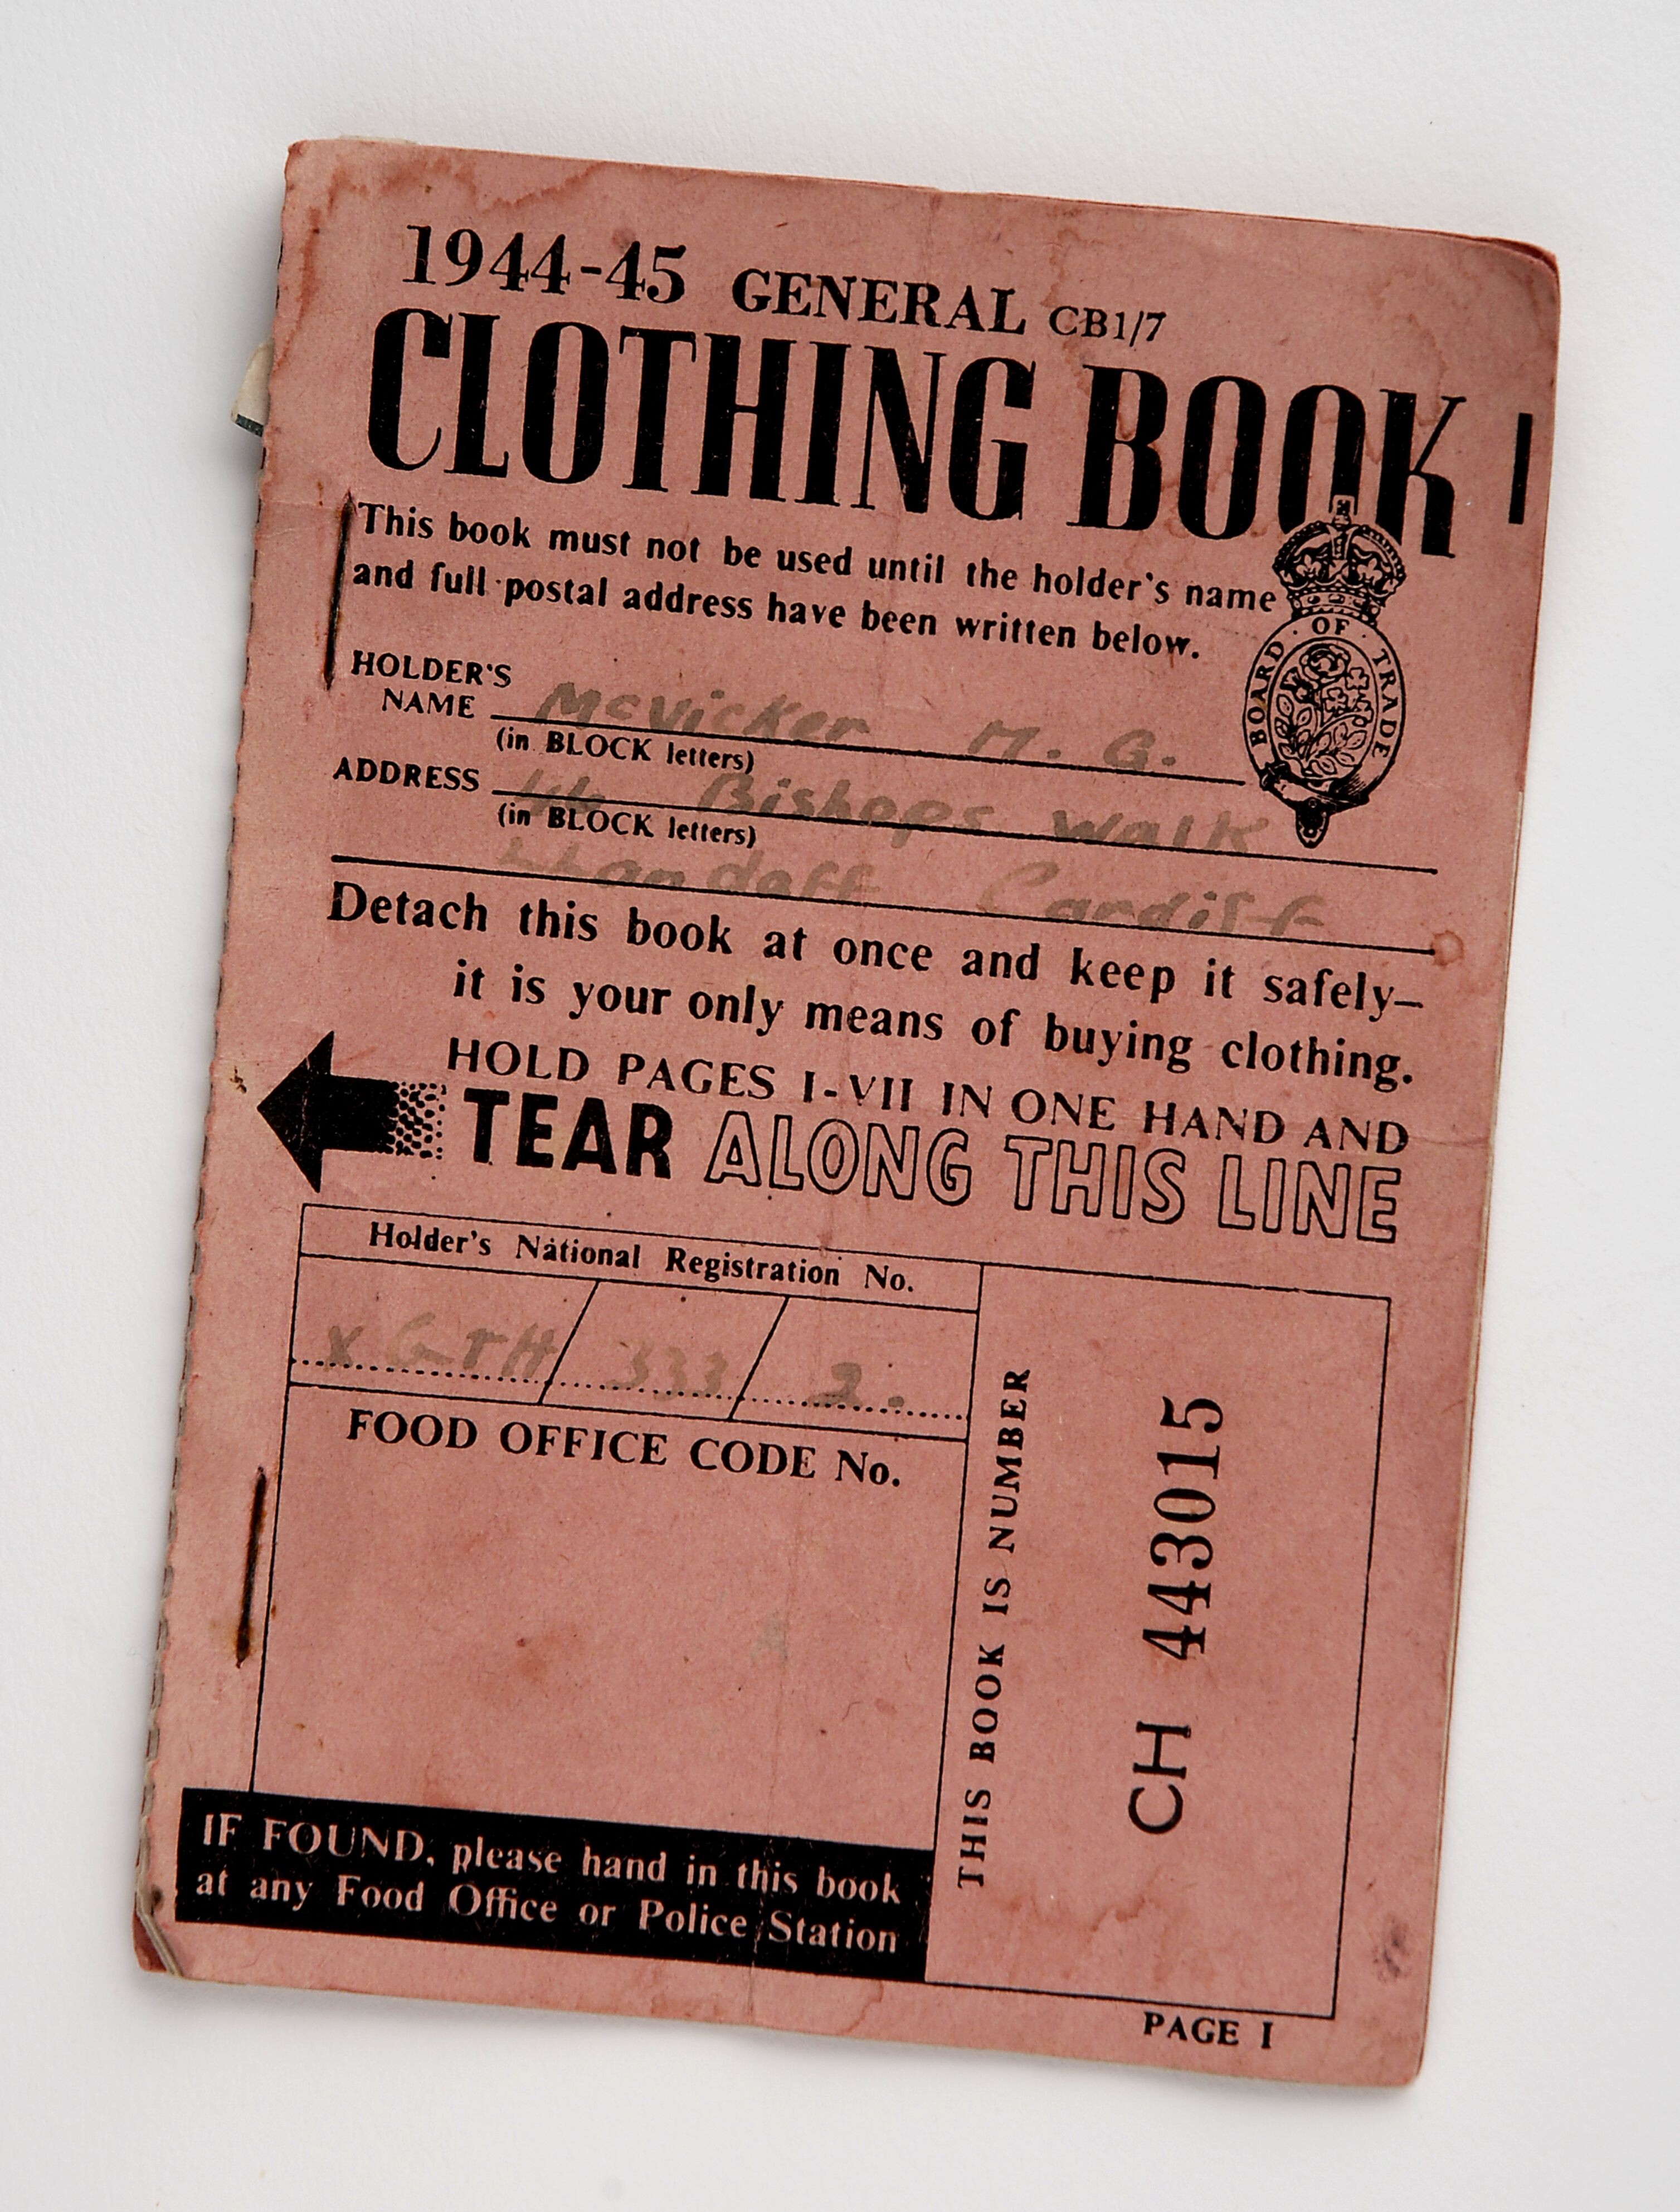 1944-45 GENERAL CB1/7
CLOTHING BOOK
This book must not be used until the holder's name
and full postal address have been written below.
BOARD OF TRADE
HOLDER'S
NAME McVicker M. G.
(in BLOCK letters)
ADDRESS Bishops Walk
(in BLOCK letters)
Llandaff Cardiff
Detach this book at once and keep it safely—
it is your only means of buying clothing.
HOLD PAGES I-VII IN ONE HAND AND
TEAR ALONG THIS LINE
Holder's National Registration No.
X GTH 333 2.
FOOD OFFICE CODE No.
THIS BOOK IS NUMBER
CH 443015
IF FOUND, please hand in this book
at any Food Office or Police Station
PAGE I